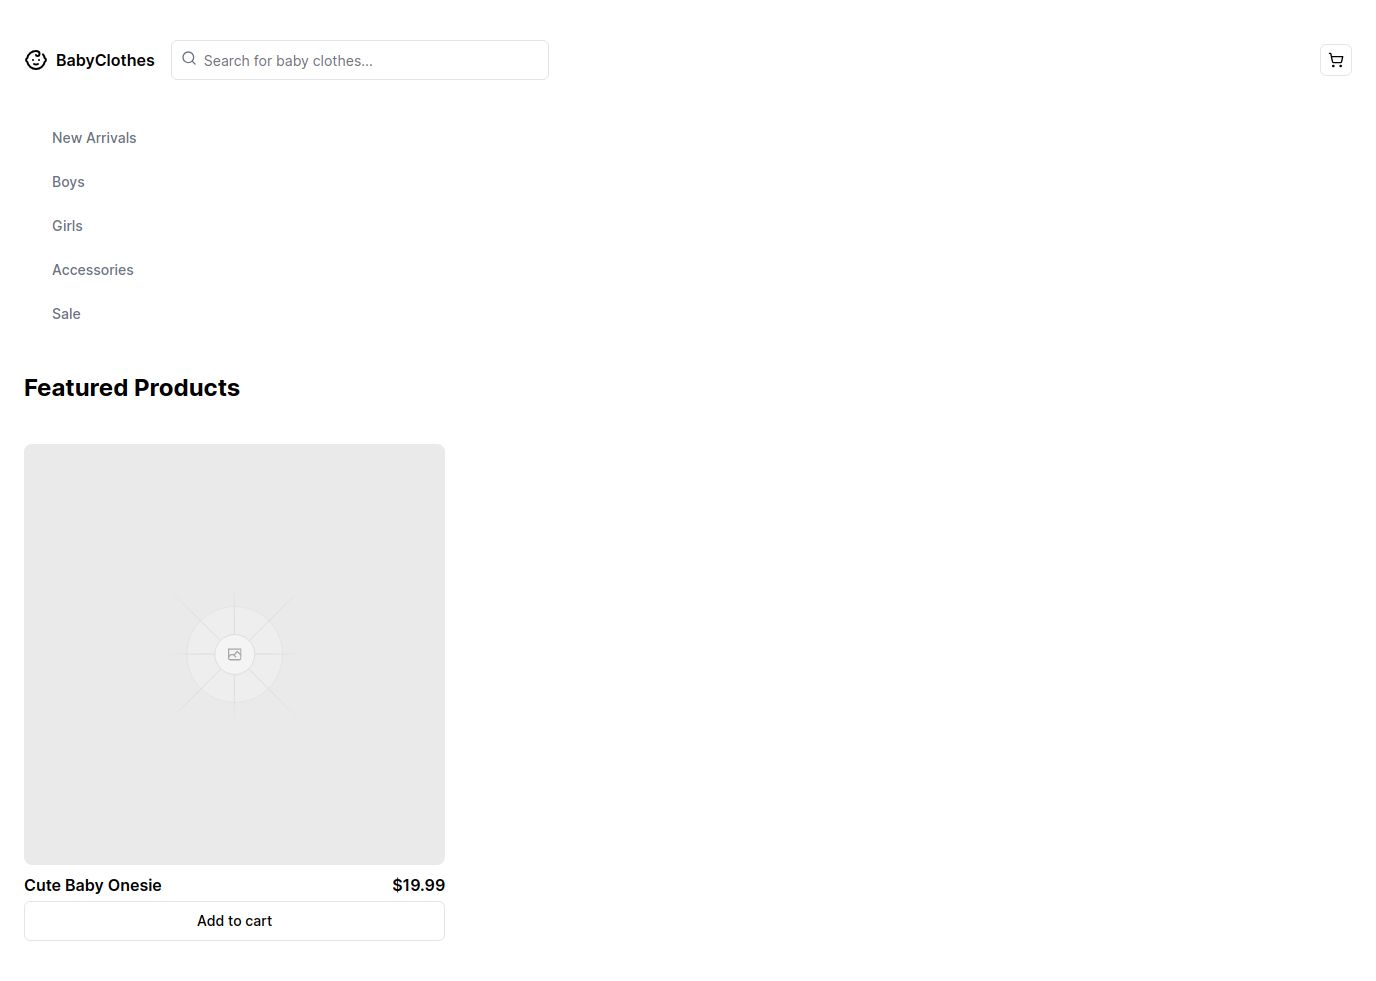 BabyClothes
Search for baby clothes...
New Arrivals
Boys
Girls
Accessories
Sale
Featured Products
Cute Baby Onesie $19.99
Add to cart